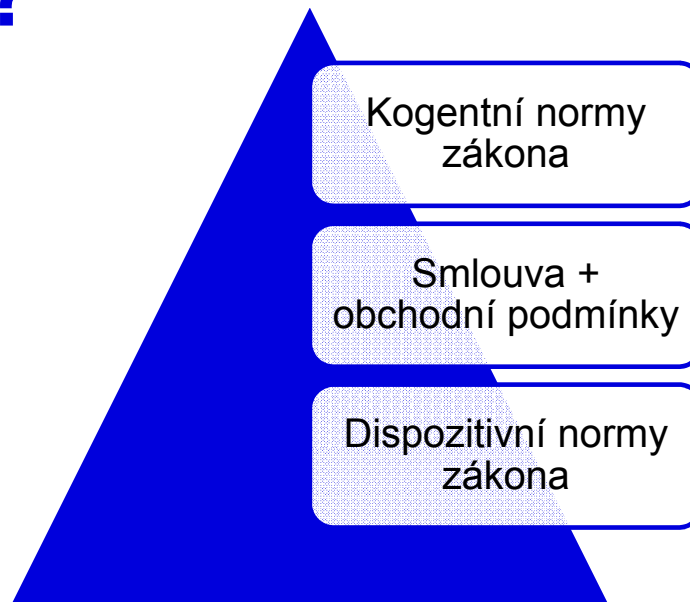 Kogentní normy
zákona
Smlouva +
obchodní podmínky
Dispozitivní normy
zákona